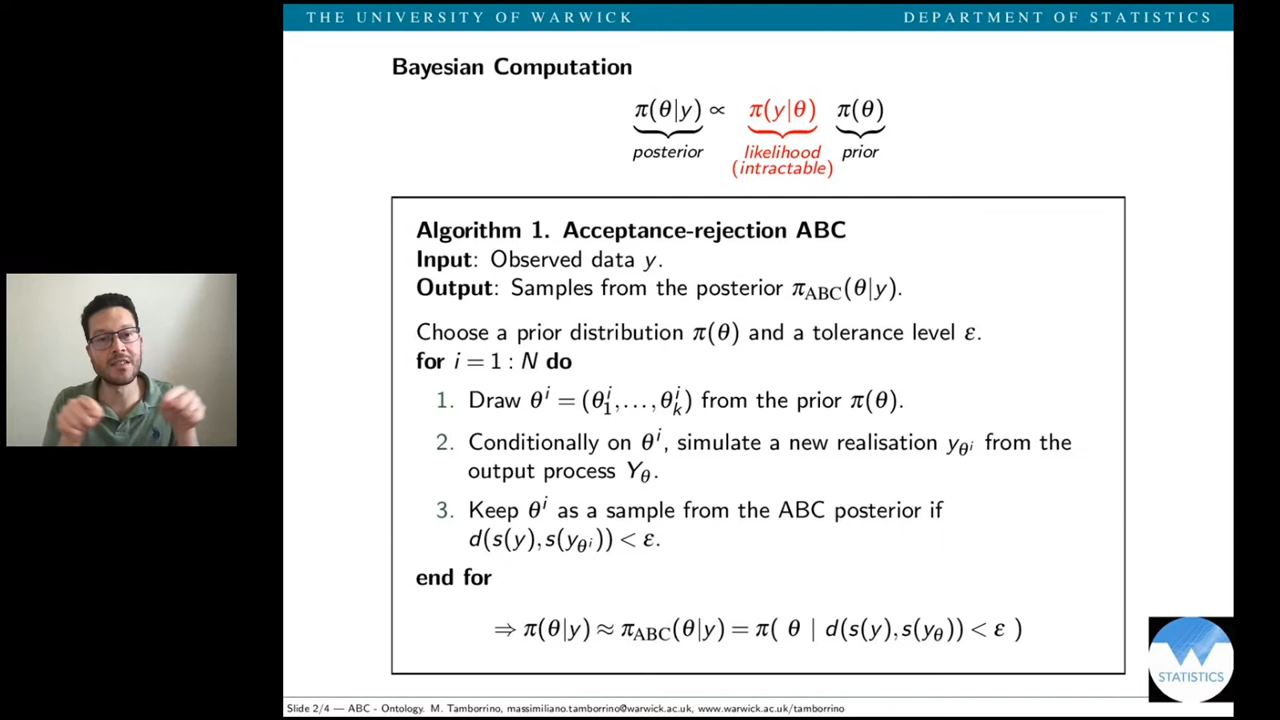 THE UNIVERSITY OF WARWICK DEPARTMENT OF STATISTICS
Bayesian Computation
π(θ|y) ∝ π(y|θ) π(θ)
posterior likelihood prior
(intractable)
Algorithm 1. Acceptance-rejection ABC
Input: Observed data y.
Output: Samples from the posterior π_ABC(θ|y).
Choose a prior distribution π(θ) and a tolerance level ε.
for i = 1 : N do
1. Draw θ^i = (θ_1^i, …, θ_k^i) from the prior π(θ).
2. Conditionally on θ^i, simulate a new realisation y_θ^i from the
output process Y_θ.
3. Keep θ^i as a sample from the ABC posterior if
d(s(y), s(y_θ^i)) < ε.
end for
⇒ π(θ|y) ≈ π_ABC(θ|y) = π( θ | d(s(y), s(y_θ)) < ε )
STATISTICS
Slide 2/4 — ABC - Ontology. M. Tamborrino, massimiliano.tamborrino@warwick.ac.uk, www.warwick.ac.uk/tamborrino